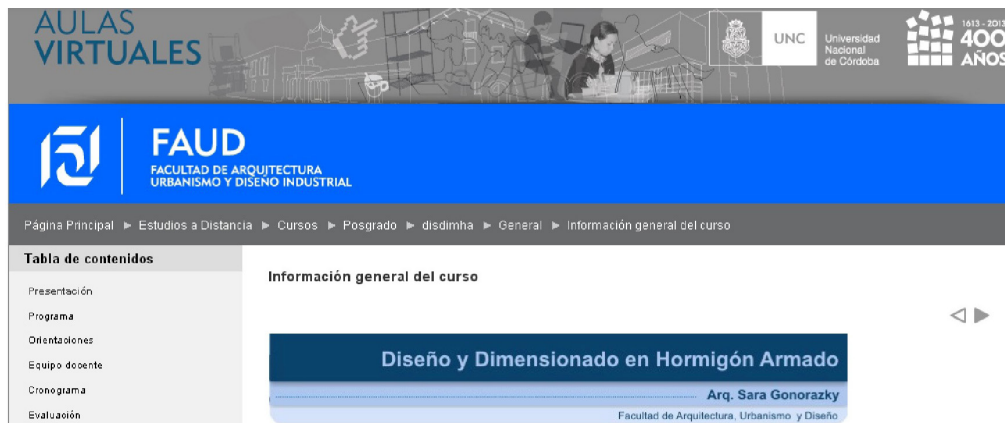 AULAS
VIRTUALES
UNC
Universidad
Nacional
de Córdoba
1613 - 2013
400
AÑOS
FAUD
FACULTAD DE ARQUITECTURA
URBANISMO Y DISEÑO INDUSTRIAL
Página Principal ► Estudios a Distancia ► Cursos ► Posgrado ► disdimha ► General ► Información general del curso
Tabla de contenidos
Presentación
Programa
Orientaciones
Equipo docente
Cronograma
Evaluación
Información general del curso
Diseño y Dimensionado en Hormigón Armado
Arq. Sara Gonorazky
Facultad de Arquitectura, Urbanismo y Diseño